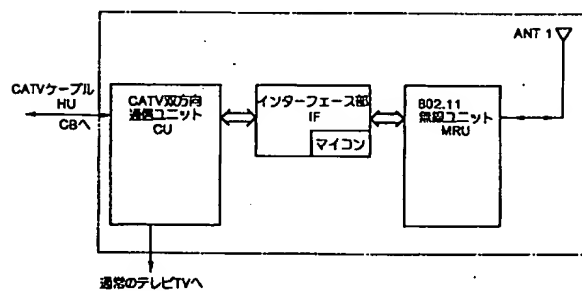 ANT 1
CATVケーブル
HU
CBへ
CATV双方向
通信ユニット
CU
インターフェース部
IF
マイコン
802.11
無線ユニット
MRU
通常のテレビTVへ